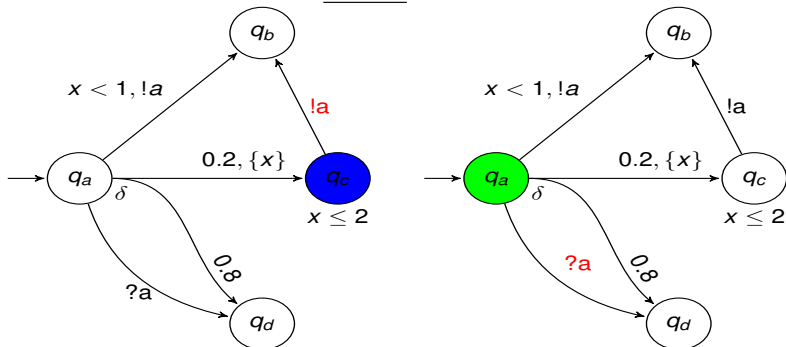 q_b
x < 1, !a
!a
0.2, {x}
q_a
δ
q_c
x ≤ 2
0.8
?a
q_d
q_b
x < 1, !a
!a
0.2, {x}
q_a
δ
q_c
x ≤ 2
?a
0.8
q_d